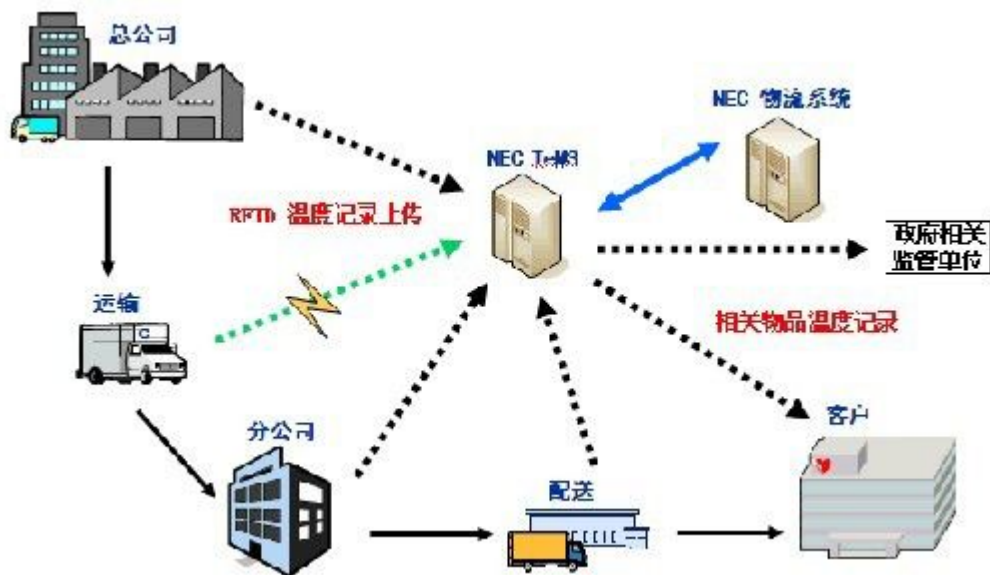 总公司
NEC 物流系统
NEC TeMS
RFID 温度记录上传
政府相关
监管单位
运输
相关物品温度记录
分公司
客户
配送